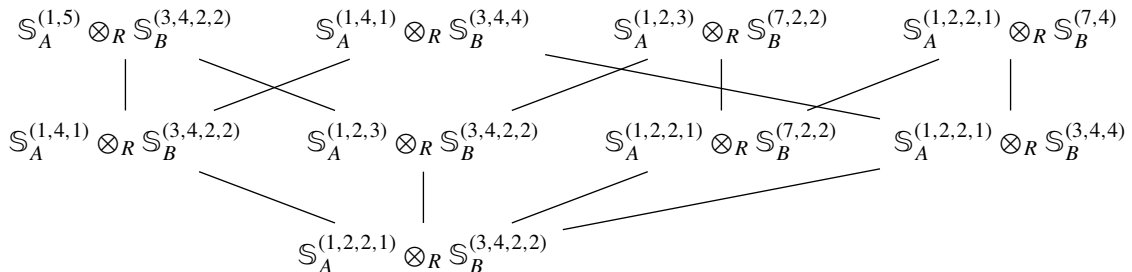 𝕊_A^{(1,5)} ⊗_R 𝕊_B^{(3,4,2,2)} 𝕊_A^{(1,4,1)} ⊗_R 𝕊_B^{(3,4,4)} 𝕊_A^{(1,2,3)} ⊗_R 𝕊_B^{(7,2,2)} 𝕊_A^{(1,2,2,1)} ⊗_R 𝕊_B^{(7,4)}
𝕊_A^{(1,4,1)} ⊗_R 𝕊_B^{(3,4,2,2)} 𝕊_A^{(1,2,3)} ⊗_R 𝕊_B^{(3,4,2,2)} 𝕊_A^{(1,2,2,1)} ⊗_R 𝕊_B^{(7,2,2)} 𝕊_A^{(1,2,2,1)} ⊗_R 𝕊_B^{(3,4,4)}
𝕊_A^{(1,2,2,1)} ⊗_R 𝕊_B^{(3,4,2,2)}